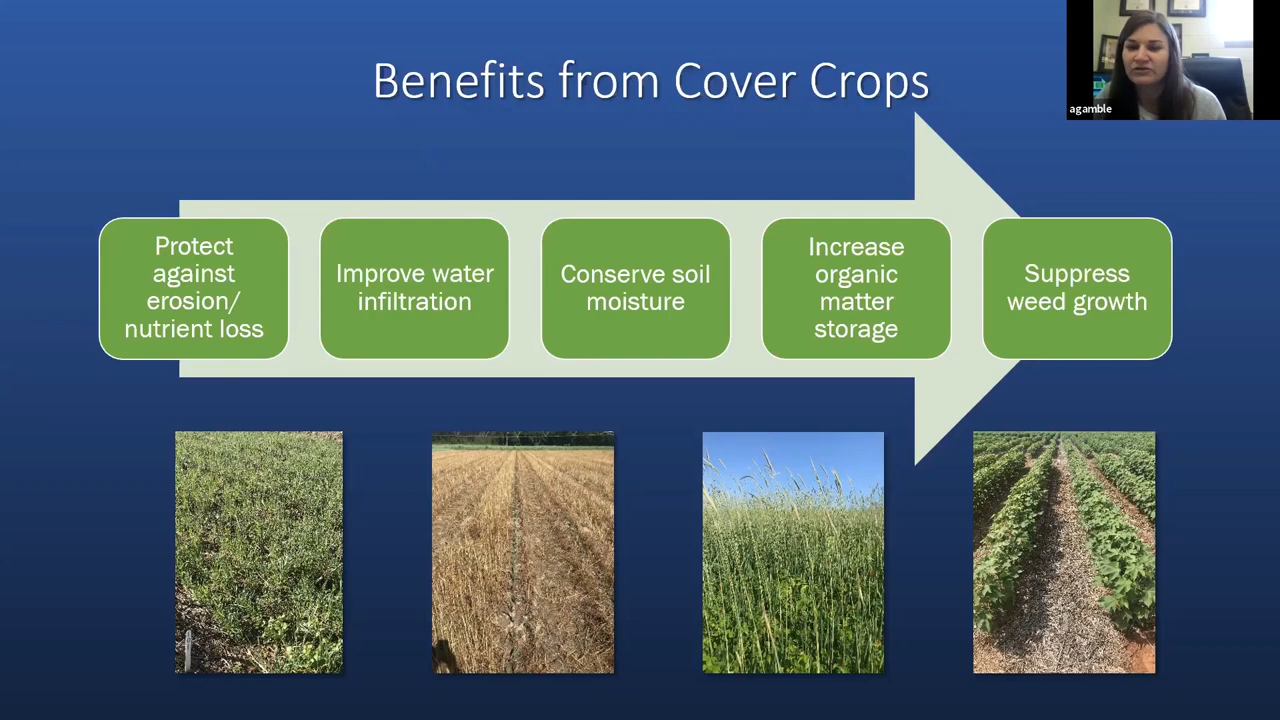 Benefits from Cover Crops
agamble
Protect
against
erosion/
nutrient loss
Improve water
infiltration
Conserve soil
moisture
Increase
organic
matter
storage
Suppress
weed growth